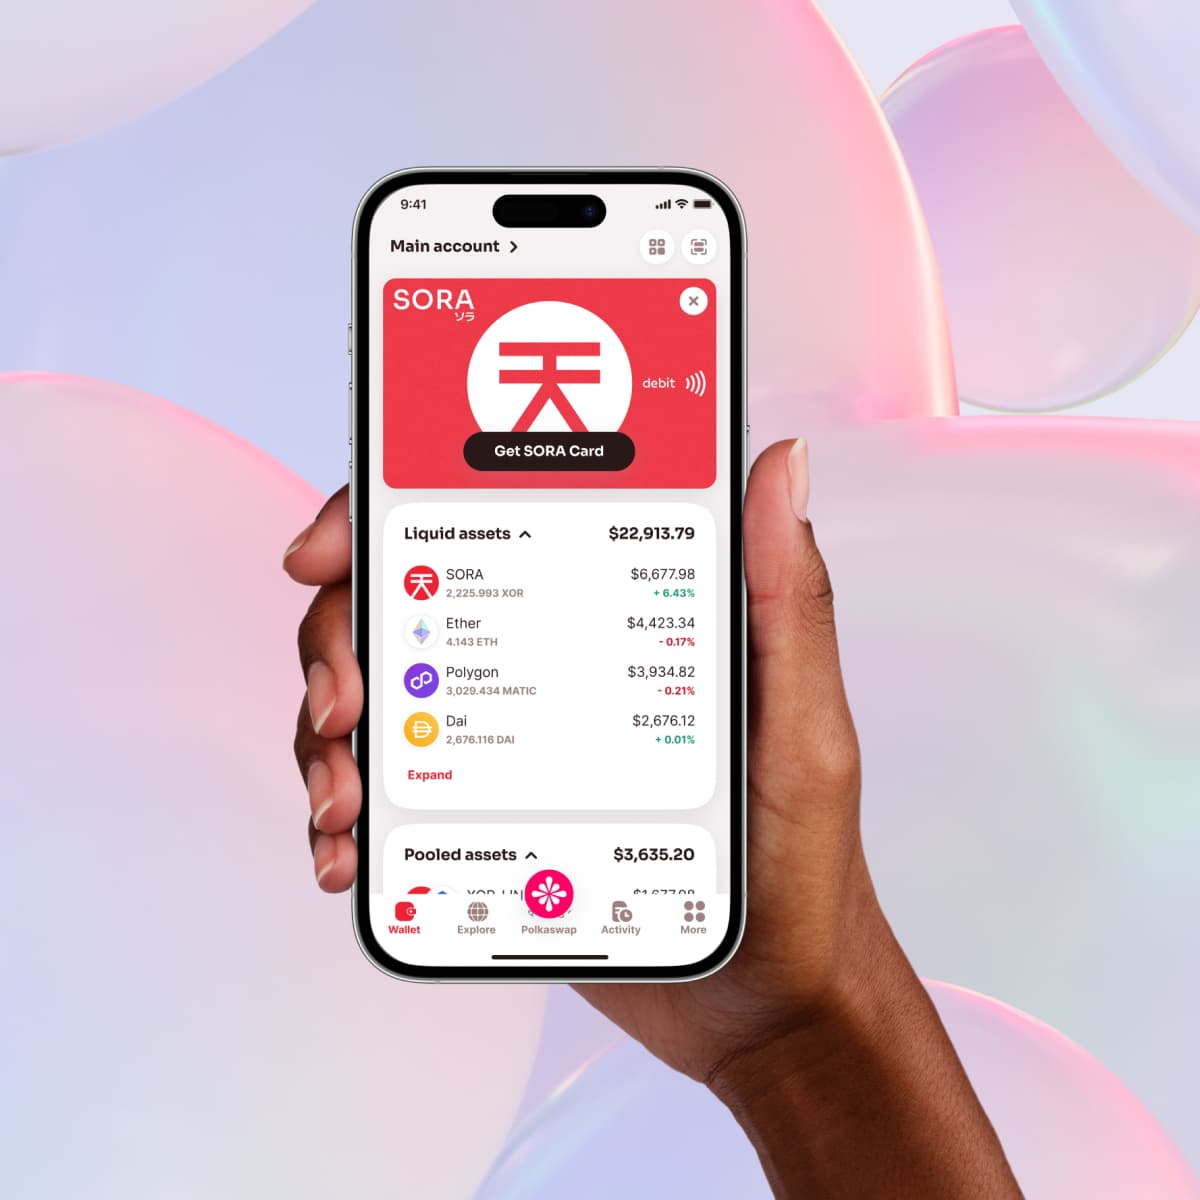 9:41
Main account
SORA
ソラ
天
debit
Get SORA Card
Liquid assets $22,913.79
SORA $6,677.98
2,225.993 XOR + 6.43%
Ether $4,423.34
4.143 ETH - 0.17%
Polygon $3,934.82
3,029.434 MATIC - 0.21%
Dai $2,676.12
2,676.116 DAI + 0.01%
Expand
Pooled assets $3,635.20
Wallet Explore Polkaswap Activity More